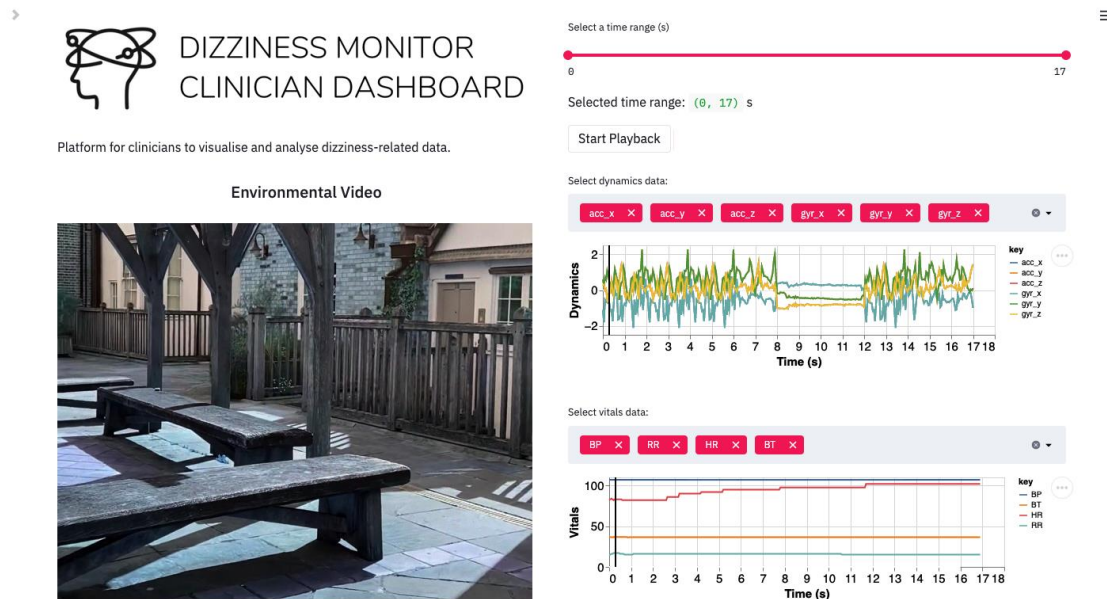 DIZZINESS MONITOR
CLINICIAN DASHBOARD
Platform for clinicians to visualise and analyse dizziness-related data.
Environmental Video
Select a time range (s)
0 17
Selected time range: (0, 17) s
Start Playback
Select dynamics data:
acc_x acc_y acc_z gyr_x gyr_y gyr_z
Dynamics
2
0
−2
0 1 2 3 4 5 6 7 8 9 10 11 12 13 14 15 16 17 18
Time (s)
key
acc_x
acc_y
acc_z
gyr_x
gyr_y
gyr_z
Select vitals data:
BP RR HR BT
Vitals
100
50
0
0 1 2 3 4 5 6 7 8 9 10 11 12 13 14 15 16 17 18
Time (s)
key
BP
BT
HR
RR